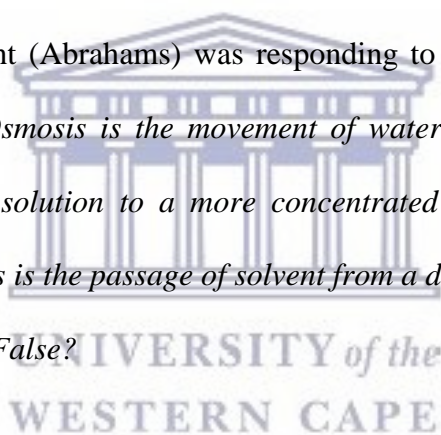 nt (Abrahams) was responding to
smosis is the movement of water
solution to a more concentrated
s is the passage of solvent from a d
False?
UNIVERSITY of the
WESTERN CAPE